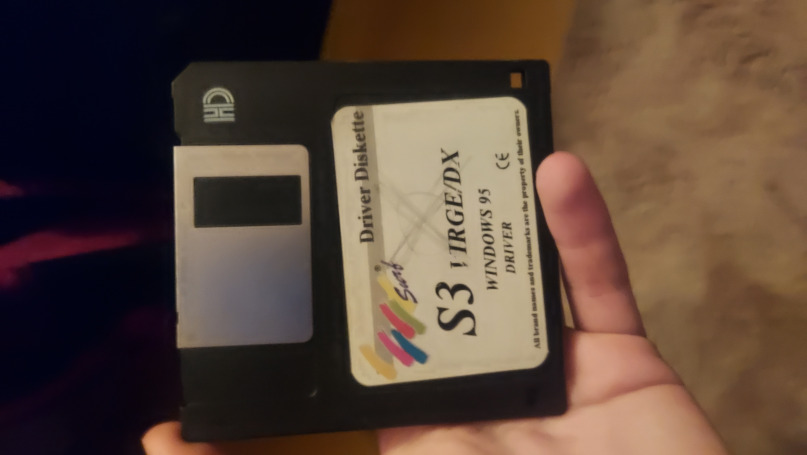 HD
Driver Diskette
Surf
S3 VIRGE/DX
WINDOWS 95
DRIVER
CE
All brand names and trademarks are the property of their owners.